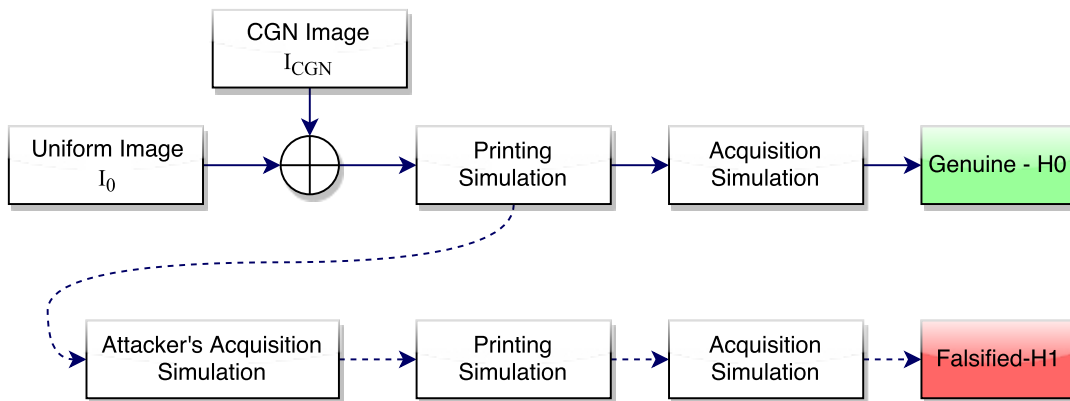 CGN Image
I_CGN
Uniform Image
I_0
Printing
Simulation
Acquisition
Simulation
Genuine - H0
Attacker's Acquisition
Simulation
Printing
Simulation
Acquisition
Simulation
Falsified-H1